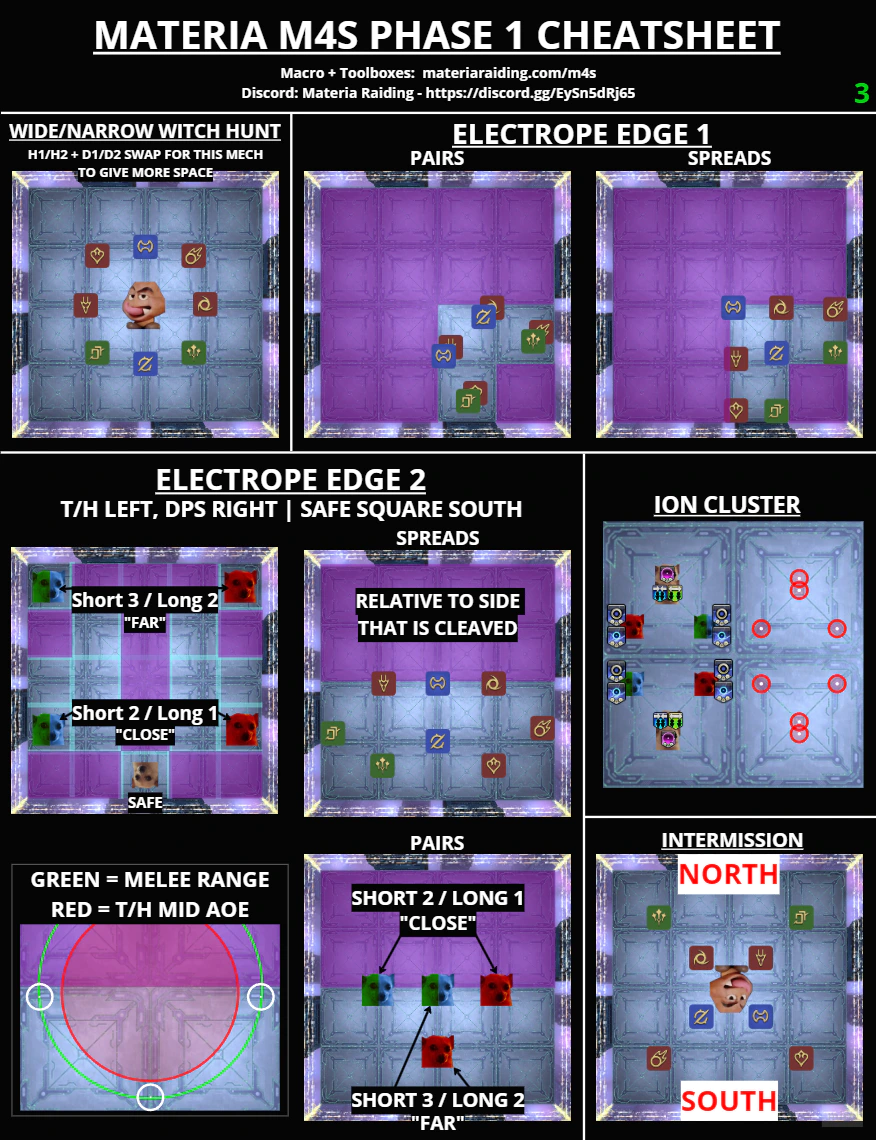 MATERIA M4S PHASE 1 CHEATSHEET
Macro + Toolboxes: materiaraiding.com/m4s
Discord: Materia Raiding - https://discord.gg/EySn5dRj65
3
WIDE/NARROW WITCH HUNT
H1/H2 + D1/D2 SWAP FOR THIS MECH
TO GIVE MORE SPACE
ELECTROPE EDGE 1
PAIRS
SPREADS
ELECTROPE EDGE 2
T/H LEFT, DPS RIGHT | SAFE SQUARE SOUTH
Short 3 / Long 2
"FAR"
Short 2 / Long 1
"CLOSE"
SAFE
SPREADS
RELATIVE TO SIDE
THAT IS CLEAVED
ION CLUSTER
GREEN = MELEE RANGE
RED = T/H MID AOE
PAIRS
SHORT 2 / LONG 1
"CLOSE"
SHORT 3 / LONG 2
"FAR"
INTERMISSION
NORTH
SOUTH